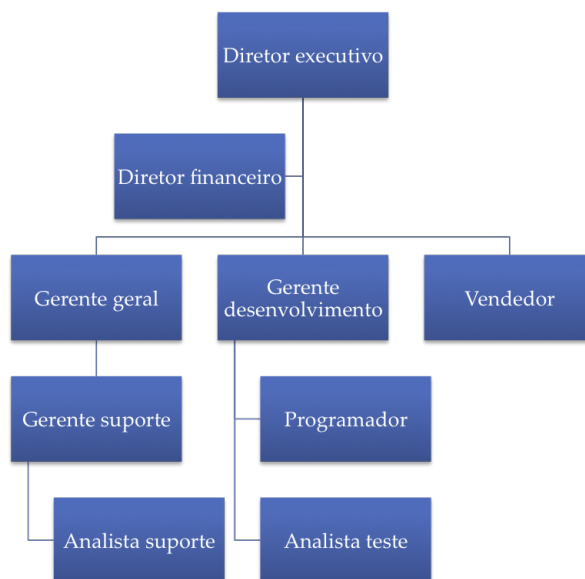 Diretor executivo
Diretor financeiro
Gerente geral
Gerente
desenvolvimento
Vendedor
Gerente suporte
Programador
Analista suporte
Analista teste